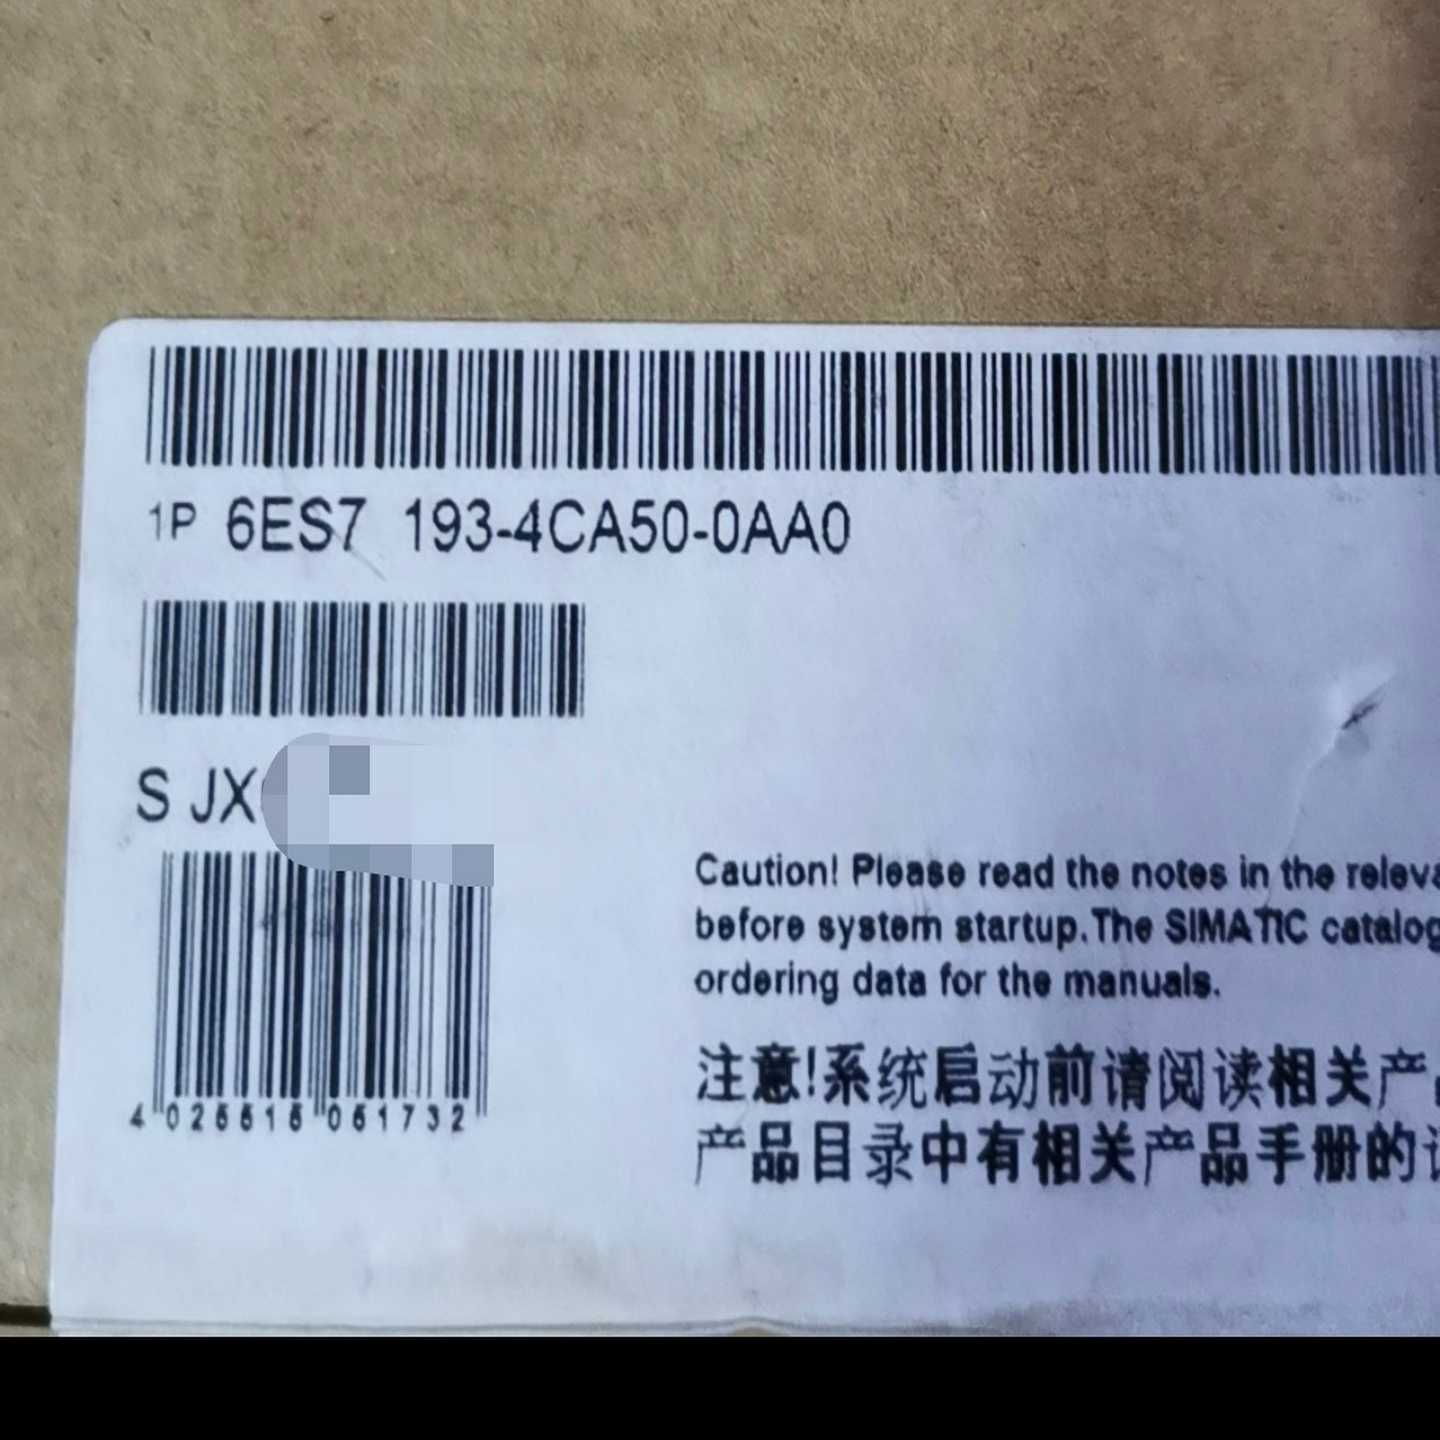 1P 6ES7 193-4CA50-0AA0
S JX
Caution! Please read the notes in the releva
before system startup.The SIMATIC catalog
ordering data for the manuals.
注意!系统启动前请阅读相关产
产品目录中有相关产品手册的
4 025515 061732